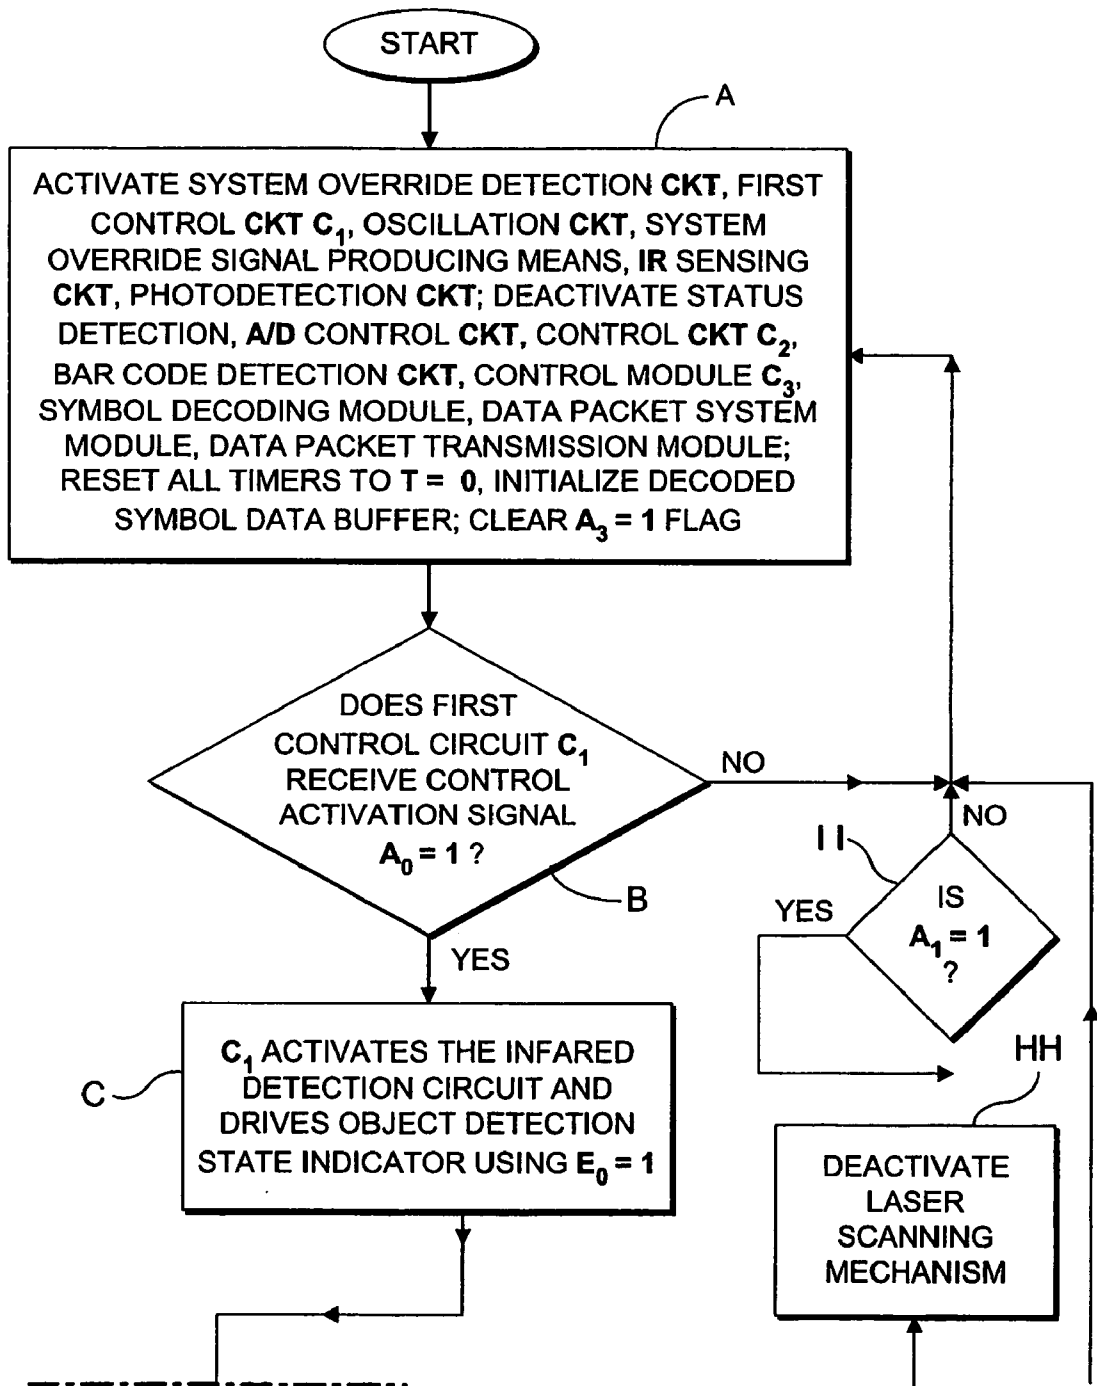 START
A
ACTIVATE SYSTEM OVERRIDE DETECTION CKT, FIRST
CONTROL CKT C1, OSCILLATION CKT, SYSTEM
OVERRIDE SIGNAL PRODUCING MEANS, IR SENSING
CKT, PHOTODETECTION CKT; DEACTIVATE STATUS
DETECTION, A/D CONTROL CKT, CONTROL CKT C2,
BAR CODE DETECTION CKT, CONTROL MODULE C3,
SYMBOL DECODING MODULE, DATA PACKET SYSTEM
MODULE, DATA PACKET TRANSMISSION MODULE;
RESET ALL TIMERS TO T = 0, INITIALIZE DECODED
SYMBOL DATA BUFFER; CLEAR A3 = 1 FLAG
DOES FIRST
CONTROL CIRCUIT C1
RECEIVE CONTROL
ACTIVATION SIGNAL
A0 = 1 ?
NO
B
YES
NO
II
YES
IS
A1 = 1
?
C1 ACTIVATES THE INFARED
DETECTION CIRCUIT AND
DRIVES OBJECT DETECTION
STATE INDICATOR USING E0 = 1
C
HH
DEACTIVATE
LASER
SCANNING
MECHANISM